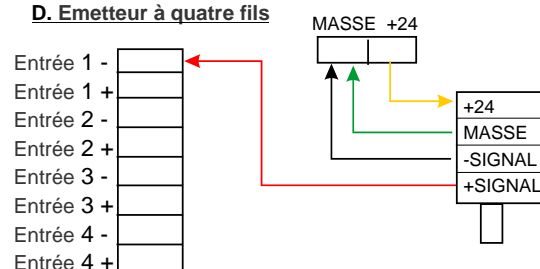 D. Emetteur à quatre fils
MASSE +24
Entrée 1 -
Entrée 1 +
Entrée 2 -
Entrée 2 +
Entrée 3 -
Entrée 3 +
Entrée 4 -
Entrée 4 +
+24
MASSE
-SIGNAL
+SIGNAL